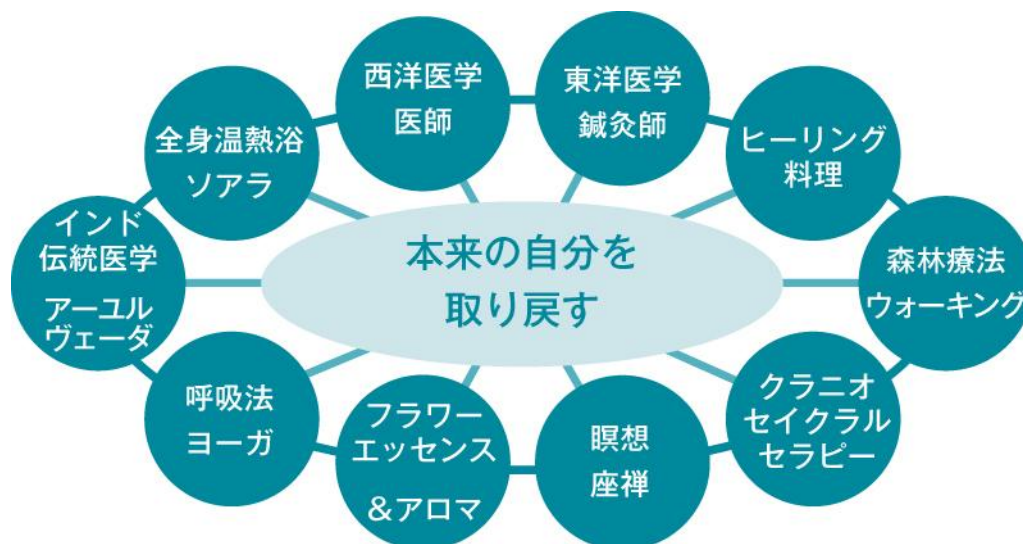 西洋医学
医師
東洋医学
鍼灸師
全身温熱浴
ソアラ
ヒーリング
料理
インド
伝統医学
アーユル
ヴェーダ
本来の自分を
取り戻す
森林療法
ウォーキング
呼吸法
ヨーガ
フラワー
エッセンス
&アロマ
瞑想
座禅
クラニオ
セイクラル
セラピー